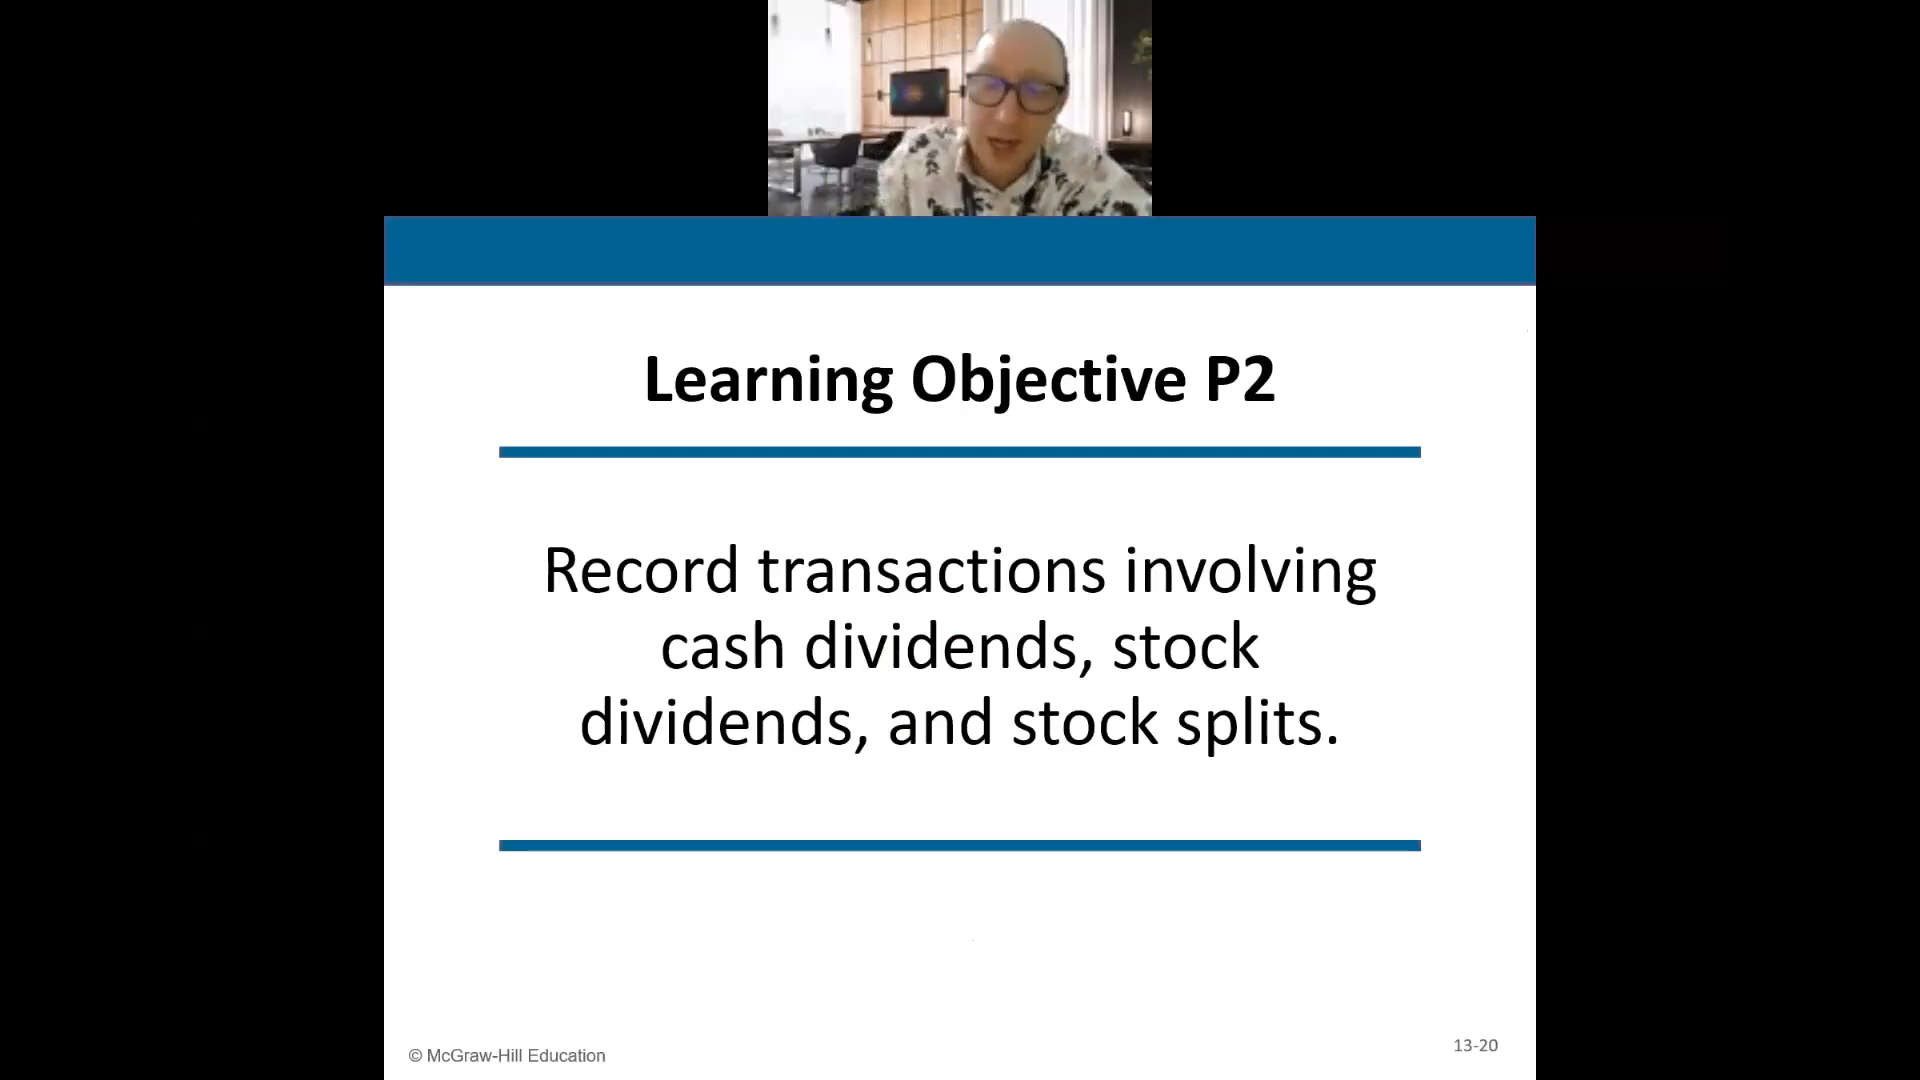 Learning Objective P2
Record transactions involving
cash dividends, stock
dividends, and stock splits.
© McGraw-Hill Education
13-20